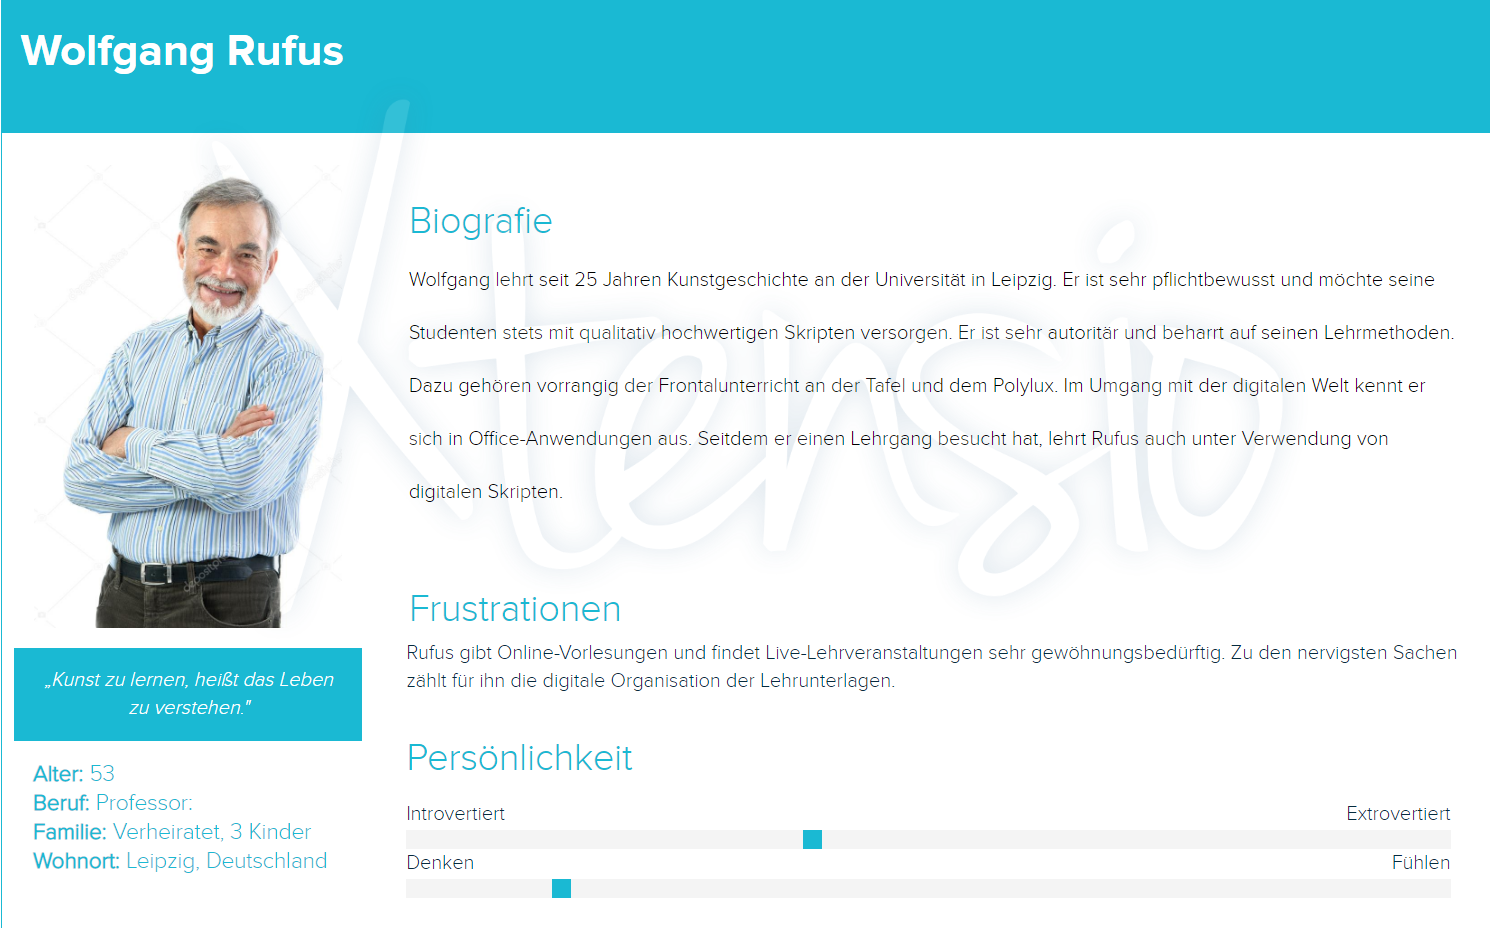 Wolfgang Rufus
Xtensio
Biografie
Wolfgang lehrt seit 25 Jahren Kunstgeschichte an der Universität in Leipzig. Er ist sehr pflichtbewusst und möchte seine
Studenten stets mit qualitativ hochwertigen Skripten versorgen. Er ist sehr autoritär und beharrt auf seinen Lehrmethoden.
Dazu gehören vorrangig der Frontalunterricht an der Tafel und dem Polylux. Im Umgang mit der digitalen Welt kennt er
sich in Office-Anwendungen aus. Seitdem er einen Lehrgang besucht hat, lehrt Rufus auch unter Verwendung von
digitalen Skripten.
Frustrationen
Rufus gibt Online-Vorlesungen und findet Live-Lehrveranstaltungen sehr gewöhnungsbedürftig. Zu den nervigsten Sachen
zählt für ihn die digitale Organisation der Lehrunterlagen.
„Kunst zu lernen, heißt das Leben
zu verstehen."
Alter: 53
Beruf: Professor:
Familie: Verheiratet, 3 Kinder
Wohnort: Leipzig, Deutschland
Persönlichkeit
Introvertiert Extrovertiert
Denken Fühlen